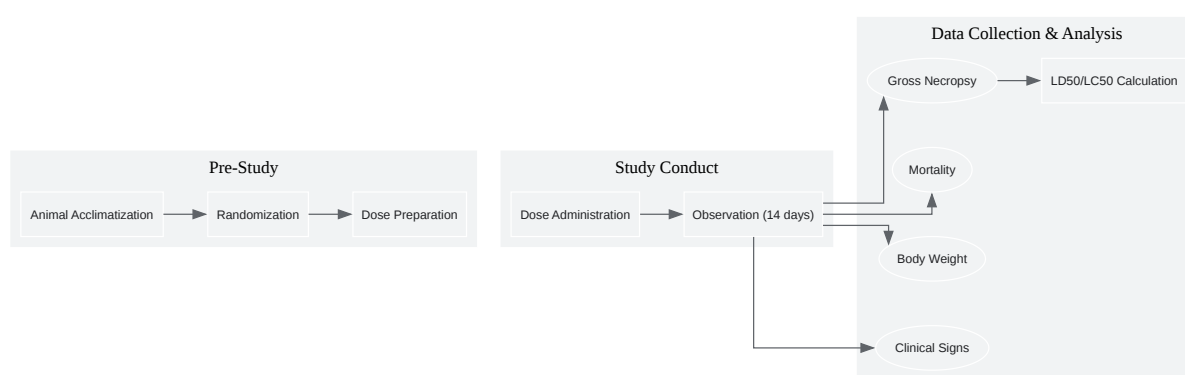 Pre-Study
Animal Acclimatization
Randomization
Dose Preparation
Study Conduct
Dose Administration
Observation (14 days)
Data Collection & Analysis
Gross Necropsy
LD50/LC50 Calculation
Mortality
Body Weight
Clinical Signs